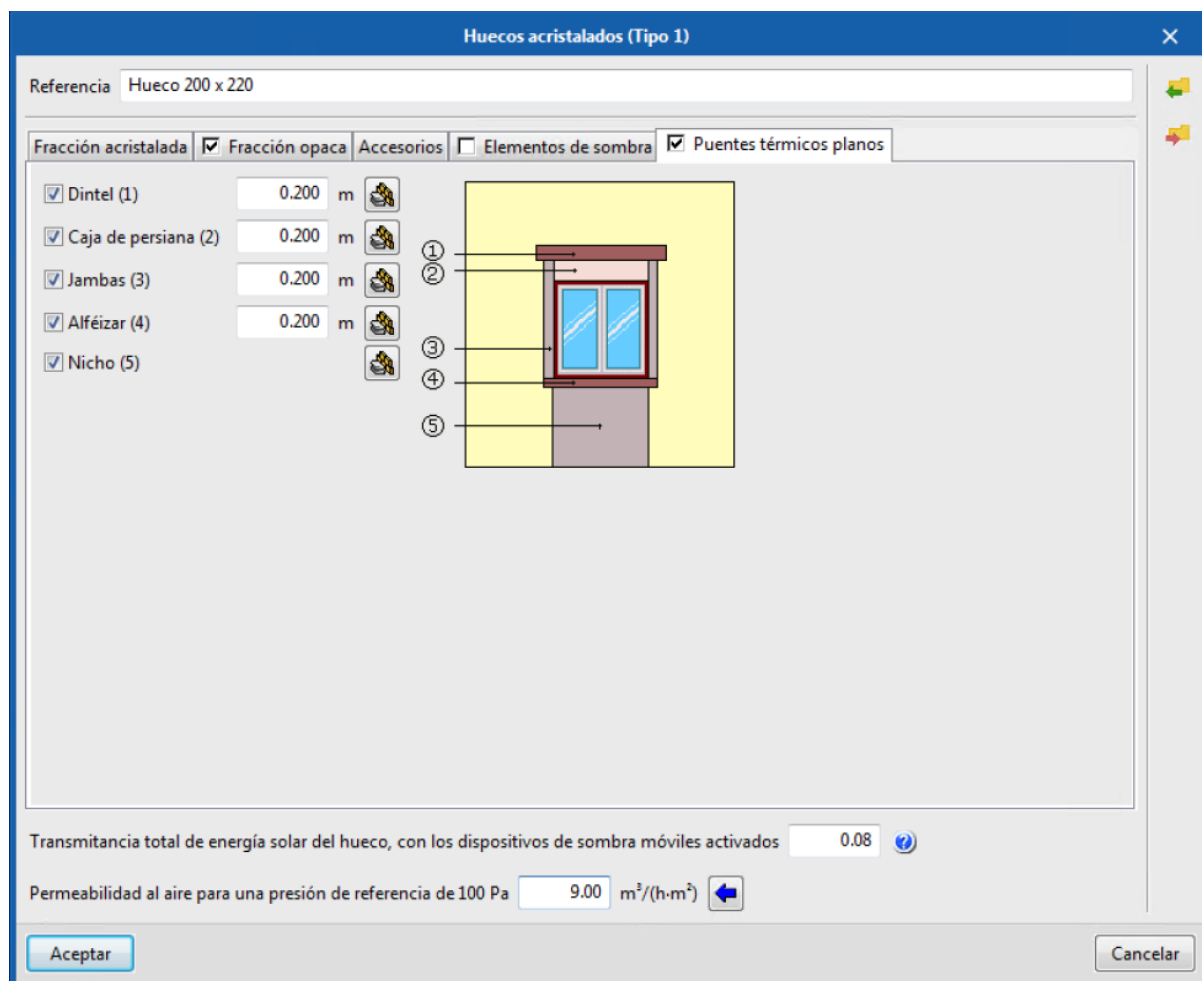 Huecos acristalados (Tipo 1)
Referencia Hueco 200 x 220
Fracción acristalada Fracción opaca Accesorios Elementos de sombra Puentes térmicos planos
Dintel (1) 0.200 m
Caja de persiana (2) 0.200 m
Jambas (3) 0.200 m
Alféizar (4) 0.200 m
Nicho (5)
①
②
③
④
⑤
Transmitancia total de energía solar del hueco, con los dispositivos de sombra móviles activados 0.08 ?
Permeabilidad al aire para una presión de referencia de 100 Pa 9.00 m³/(h·m²)
Aceptar Cancelar